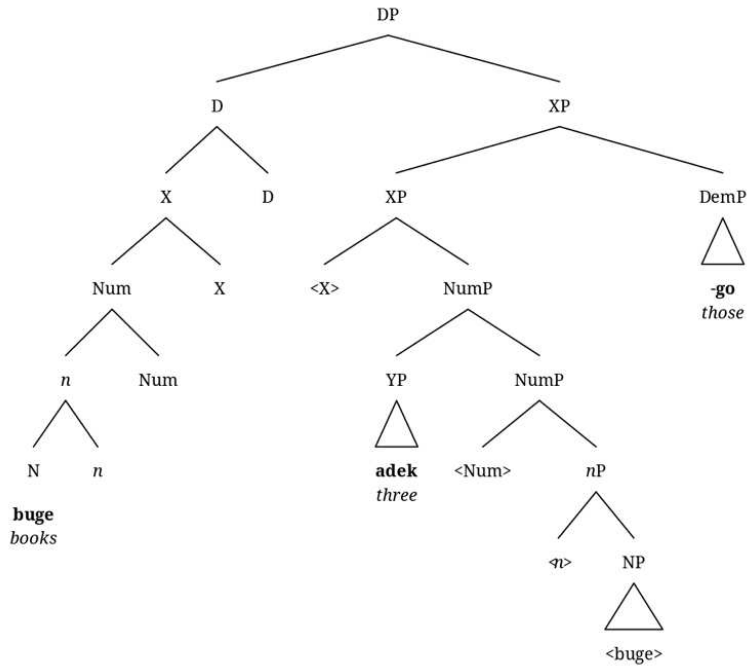 DP
D XP
X D XP DemP
Num X <X> NumP -go
those
n Num YP NumP
N n adek <Num> nP
three
buge
books
<n> NP
<buge>